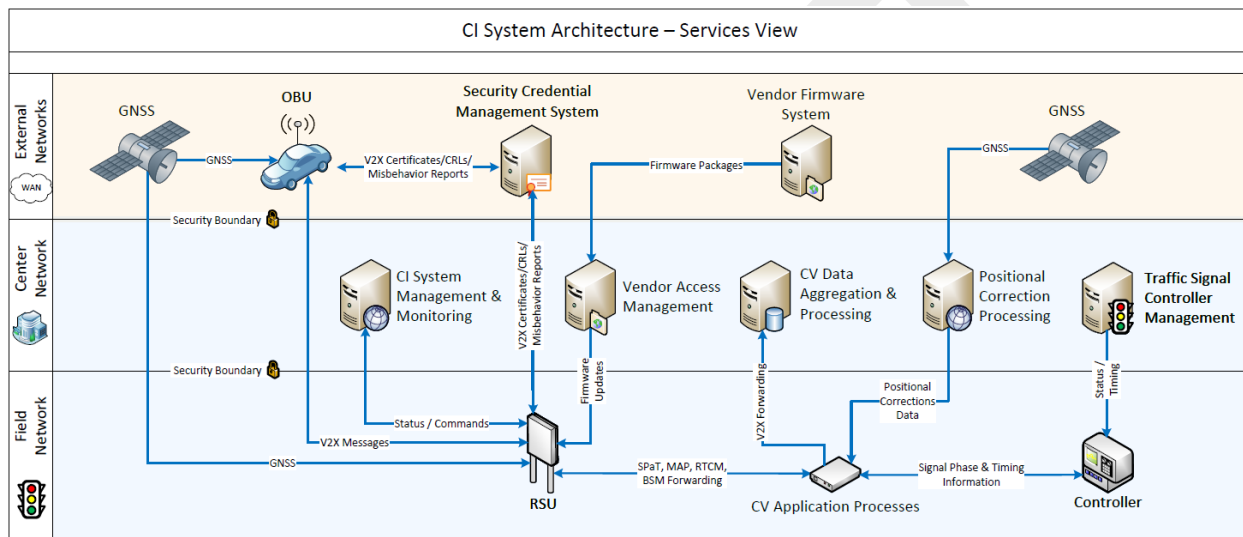 CI System Architecture – Services View
External
Networks
WAN
GNSS
OBU
Security Credential
Management System
Vendor Firmware
System
GNSS
GNSS
V2X Certificates/CRLs/
Misbehavior Reports
Firmware Packages
GNSS
Security Boundary
Center
Network
CI System
Management &
Monitoring
V2X Certificates/CRLs/
Misbehavior Reports
Vendor Access
Management
CV Data
Aggregation &
Processing
Positional
Correction
Processing
Traffic Signal
Controller
Management
Security Boundary
Field
Network
Firmware
Updates
V2X Forwarding
Positional
Corrections
Data
Status /
Timing
Status / Commands
V2X Messages
GNSS
SPaT, MAP, RTCM,
BSM Forwarding
Signal Phase & Timing
Information
RSU
CV Application Processes
Controller